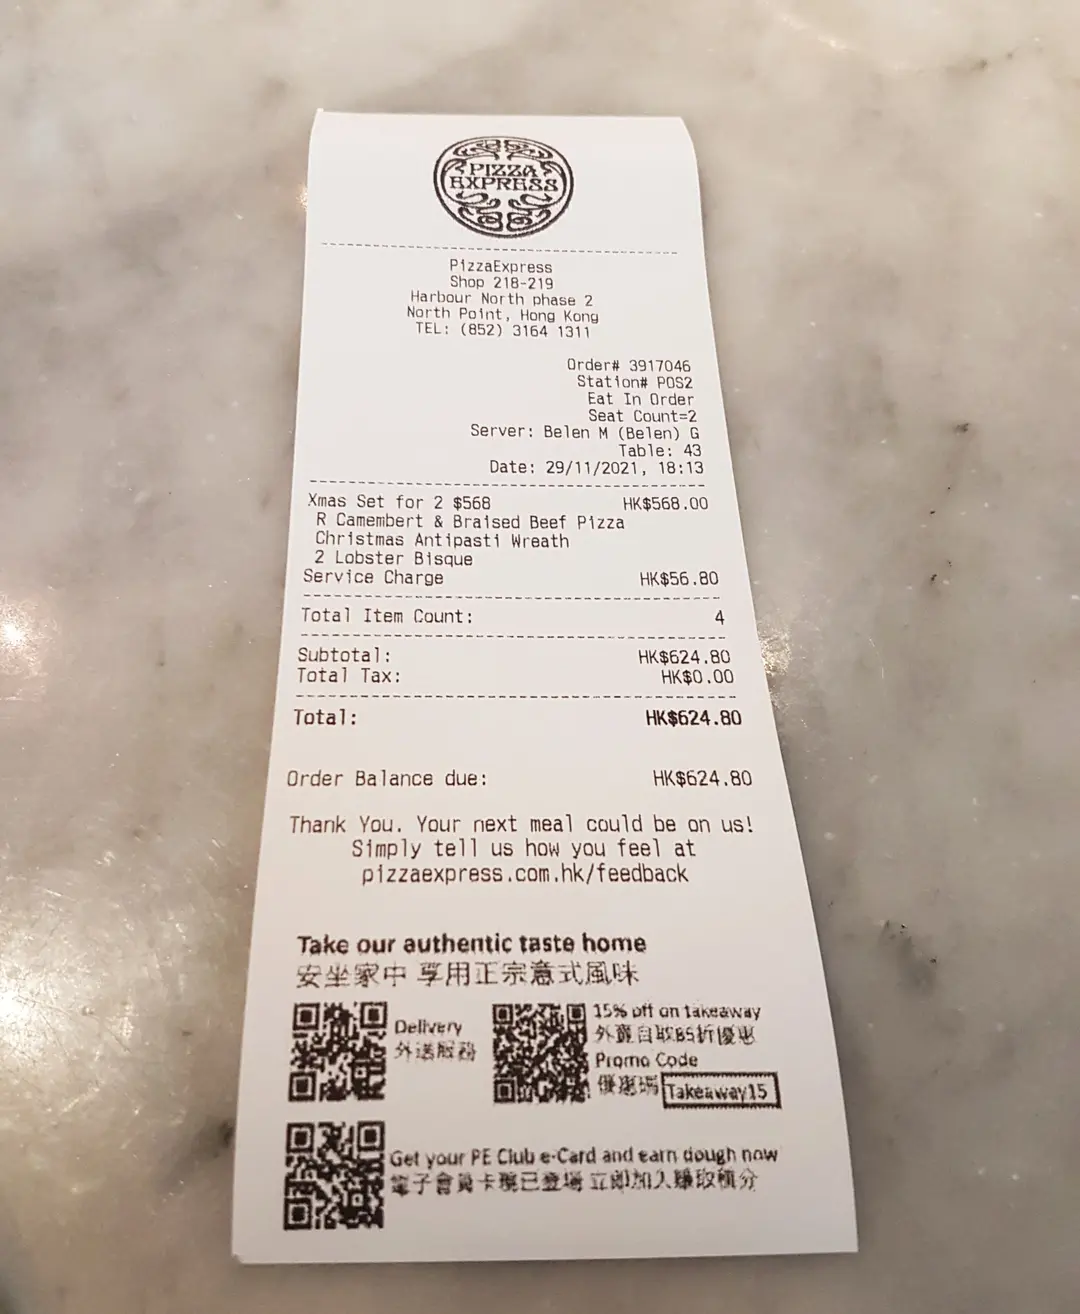 PIZZA
EXPRESS
PizzaExpress
Shop 218-219
Harbour North phase 2
North Point, Hong Kong
TEL: (852) 3164 1311
Order# 3917046
Station# POS2
Eat In Order
Seat Count=2
Server: Belen M (Belen) G
Table: 43
Date: 29/11/2021, 18:13
Xmas Set for 2 $568 HK$568.00
R Camembert & Braised Beef Pizza
Christmas Antipasti Wreath
2 Lobster Bisque
Service Charge HK$56.80
Total Item Count: 4
Subtotal: HK$624.80
Total Tax: HK$0.00
Total: HK$624.80
Order Balance due: HK$624.80
Thank You. Your next meal could be on us!
Simply tell us how you feel at
pizzaexpress.com.hk/feedback
Take our authentic taste home
安坐家中 享用正宗意式風味
Delivery
外送服務
15% off on takeaway
外賣自取85折優惠
Promo Code
優惠碼 Takeaway15
Get your PE Club e-Card and earn dough now
電子會員卡現已登場 立即加入賺取積分